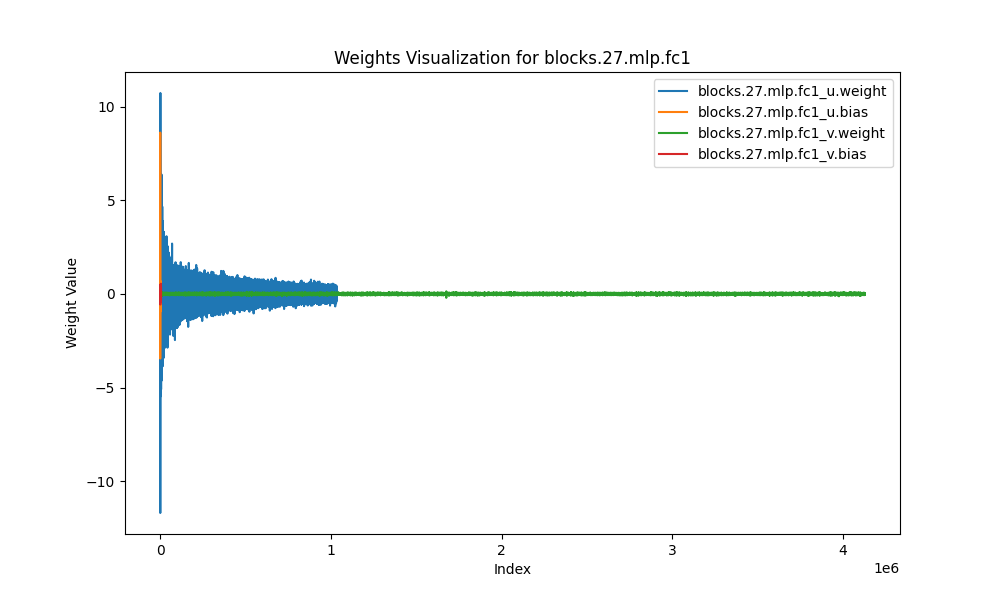 Weights Visualization for blocks.27.mlp.fc1
blocks.27.mlp.fc1_u.weight
blocks.27.mlp.fc1_u.bias
blocks.27.mlp.fc1_v.weight
blocks.27.mlp.fc1_v.bias
Weight Value
10
5
0
−5
−10
0
1
2
3
4
1e6
Index